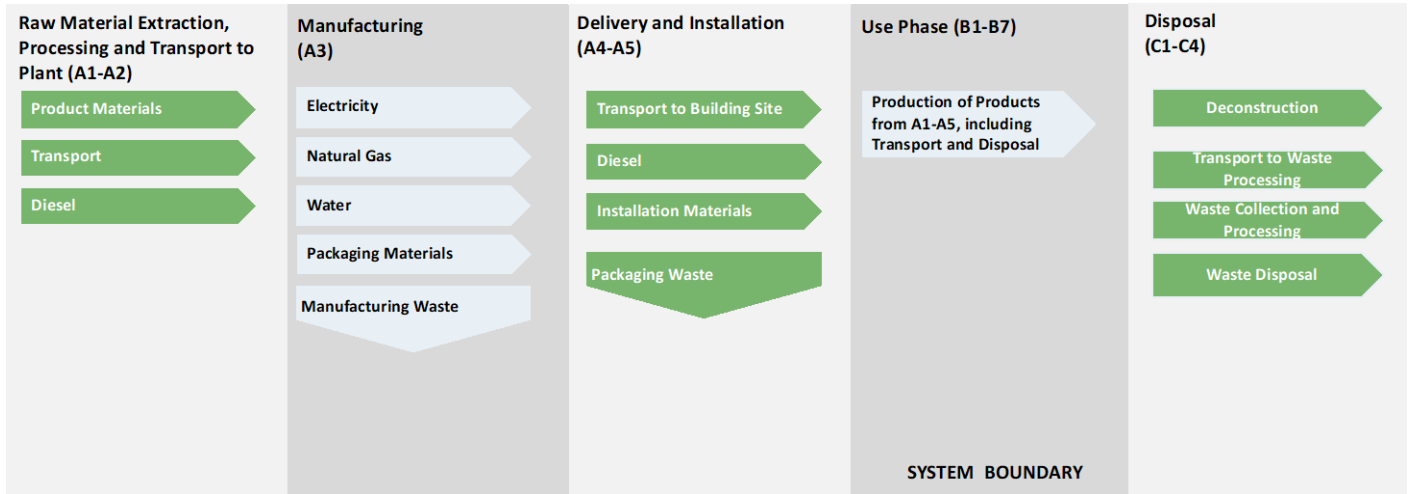 Raw Material Extraction,
Processing and Transport to
Plant (A1-A2)
Product Materials
Transport
Diesel
Manufacturing
(A3)
Electricity
Natural Gas
Water
Packaging Materials
Manufacturing Waste
Delivery and Installation
(A4-A5)
Transport to Building Site
Diesel
Installation Materials
Packaging Waste
Use Phase (B1-B7)
Production of Products
from A1-A5, including
Transport and Disposal
Disposal
(C1-C4)
Deconstruction
Transport to Waste
Processing
Waste Collection and
Processing
Waste Disposal
SYSTEM BOUNDARY